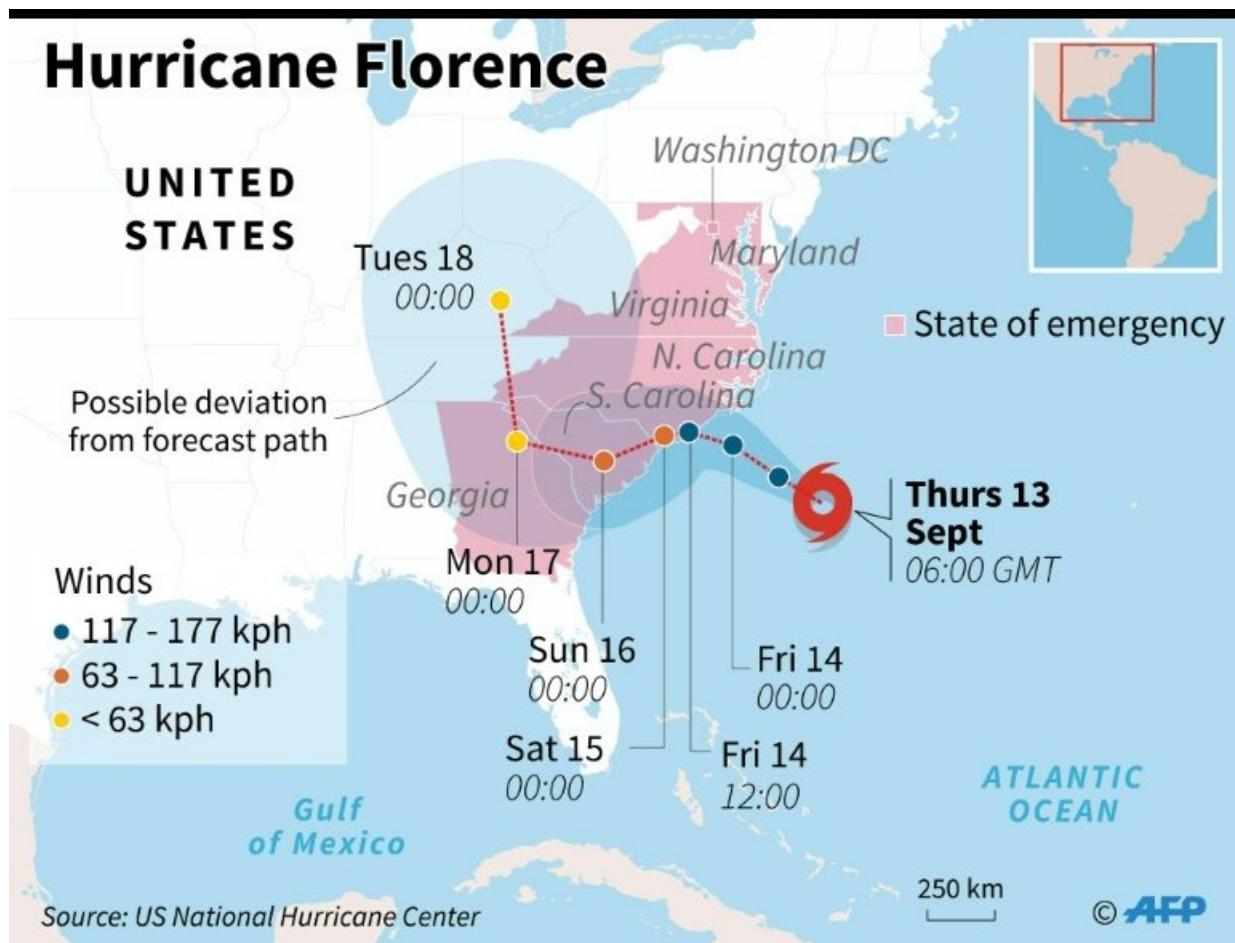 Hurricane Florence
UNITED
STATES
Washington DC
Maryland
Virginia
N. Carolina
S. Carolina
Georgia
State of emergency
Tues 18
00:00
Possible deviation
from forecast path
Thurs 13
Sept
06:00 GMT
Mon 17
00:00
Sun 16
00:00
Fri 14
00:00
Sat 15
00:00
Fri 14
12:00
Winds
117 - 177 kph
63 - 117 kph
< 63 kph
Gulf
of Mexico
ATLANTIC
OCEAN
250 km
Source: US National Hurricane Center
© AFP